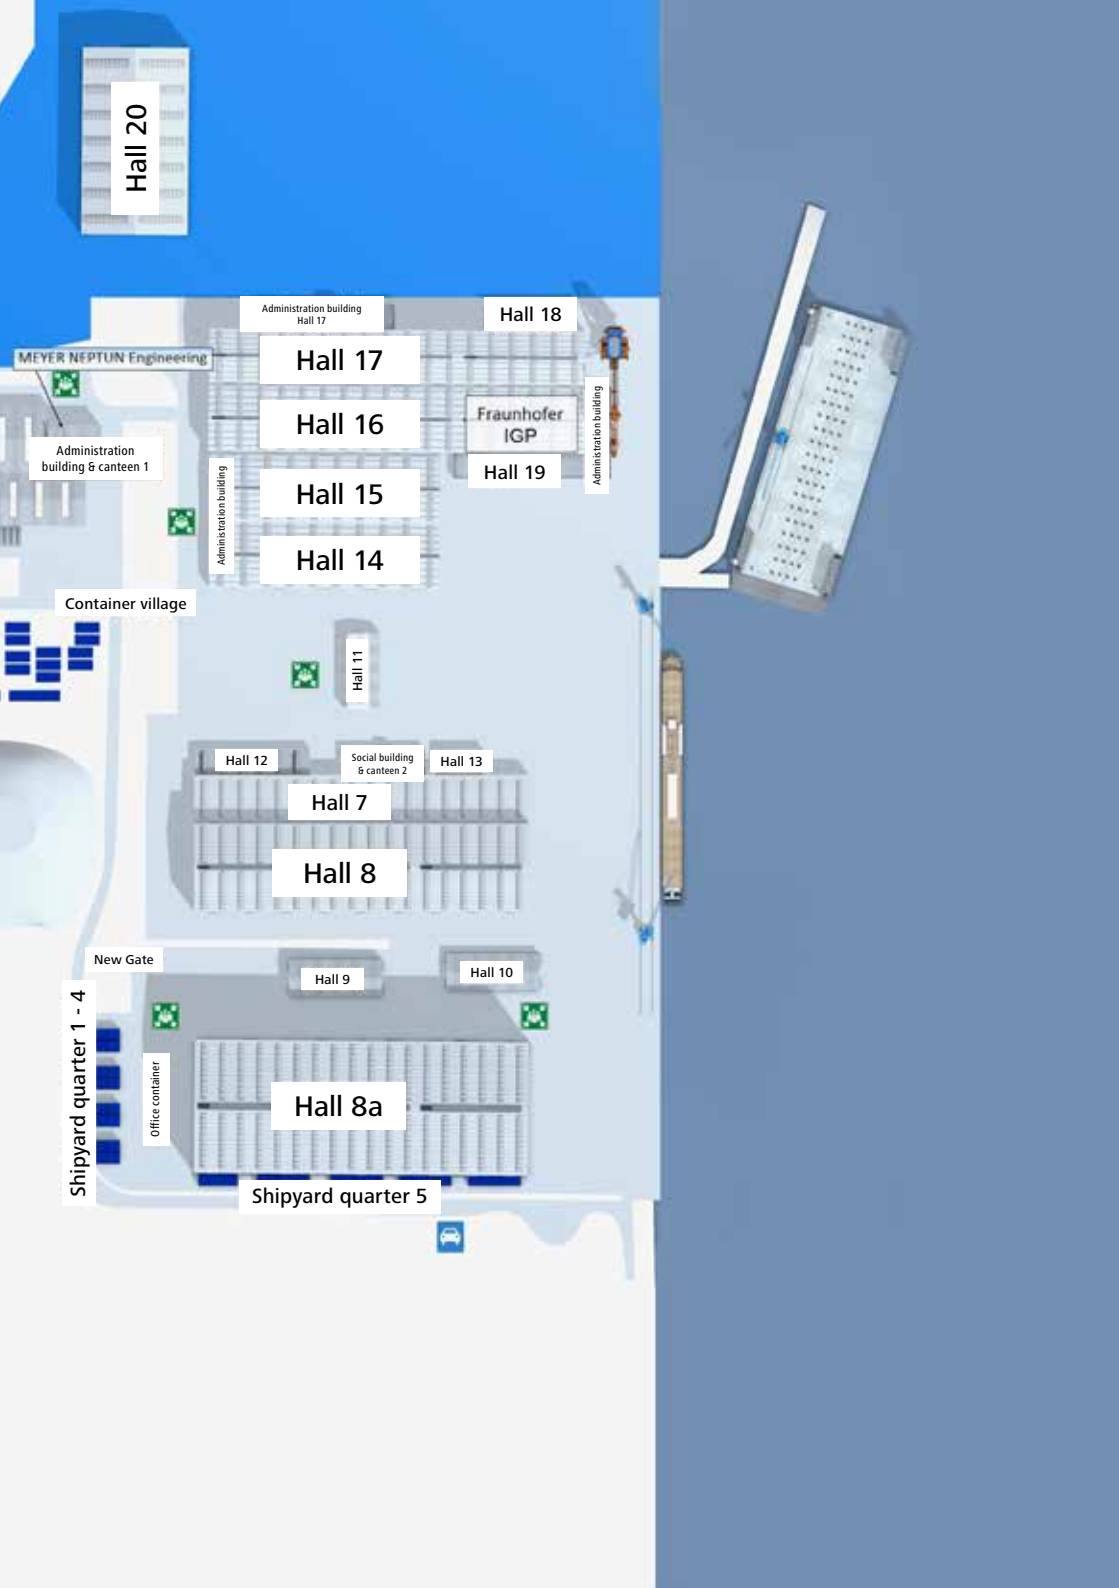 Hall 20
Administration building
Hall 17
Hall 18
Hall 17
MEYER NEPTUN Engineering
Hall 16
Fraunhofer
IGP
Administration building
Administration
building & canteen 1
Hall 19
Administration building
Hall 15
Hall 14
Container village
Hall 11
Hall 12
Social building
& canteen 2
Hall 13
Hall 7
Hall 8
New Gate
Hall 9
Hall 10
Shipyard quarter 1 - 4
Office container
Hall 8a
Shipyard quarter 5